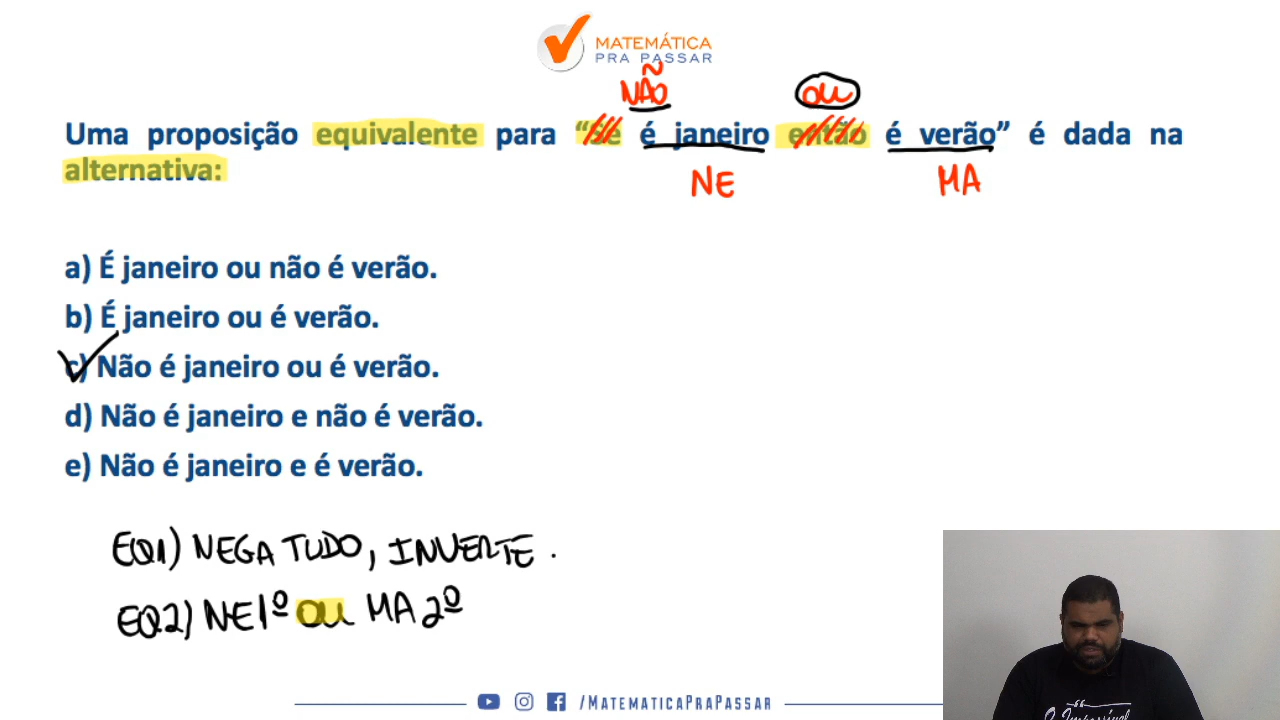 MATEMÁTICA
PRA PASSAR
NÃO OU
Uma proposição equivalente para “Se é janeiro então é verão” é dada na
alternativa:
NE MA
a) É janeiro ou não é verão.
b) É janeiro ou é verão.
c) Não é janeiro ou é verão.
d) Não é janeiro e não é verão.
e) Não é janeiro e é verão.
EQ1) NEGA TUDO, INVERTE.
EQ2) NE 1º OU MA 2º
O Impossível
/MATEMATICAPRAPASSAR